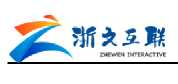 浙文互联
ZHEWEN INTERACTIVE